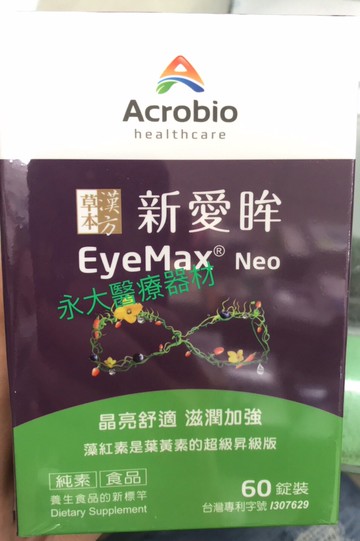 Acrobio
healthcare
草本 漢方 新愛眸
EyeMax® Neo
永大醫療器材
晶亮舒適 滋潤加強
藻紅素是葉黃素的超級昇級版
純素 食品
養生食品的新標竿
Dietary Supplement
60 錠裝
台灣專利字號 I307629